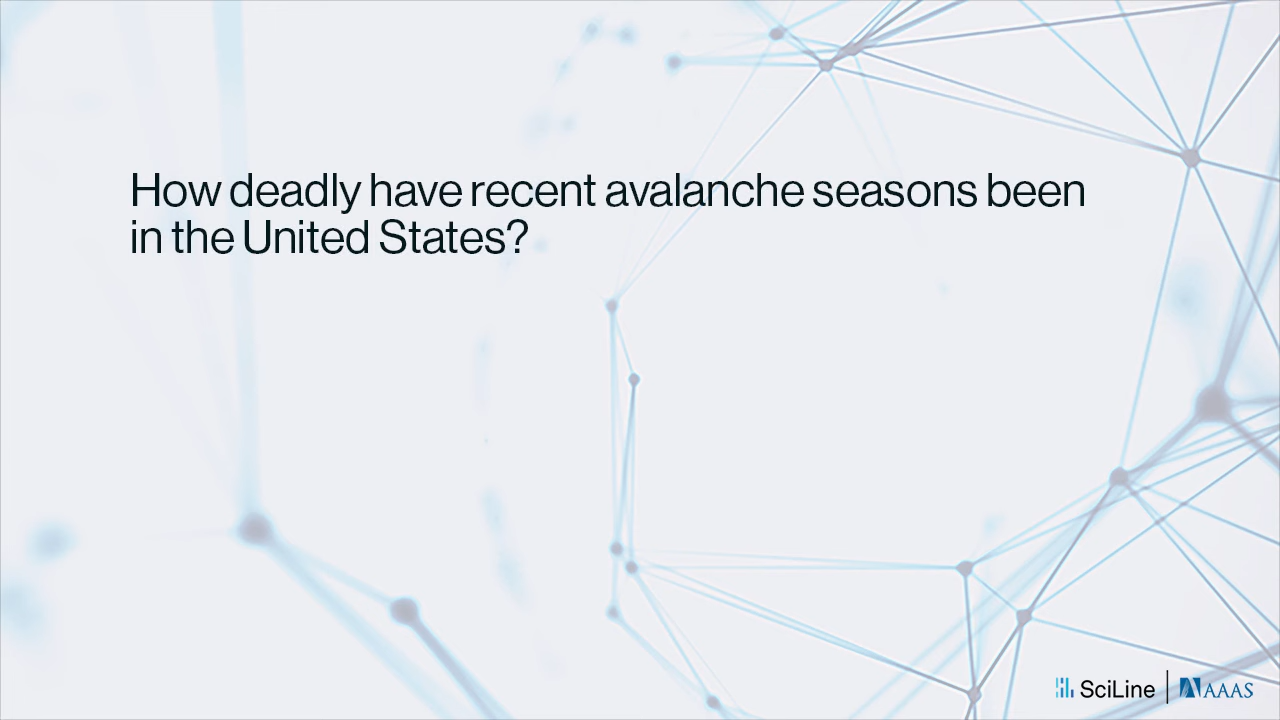 How deadly have recent avalanche seasons been
in the United States?
SciLine | AAAS